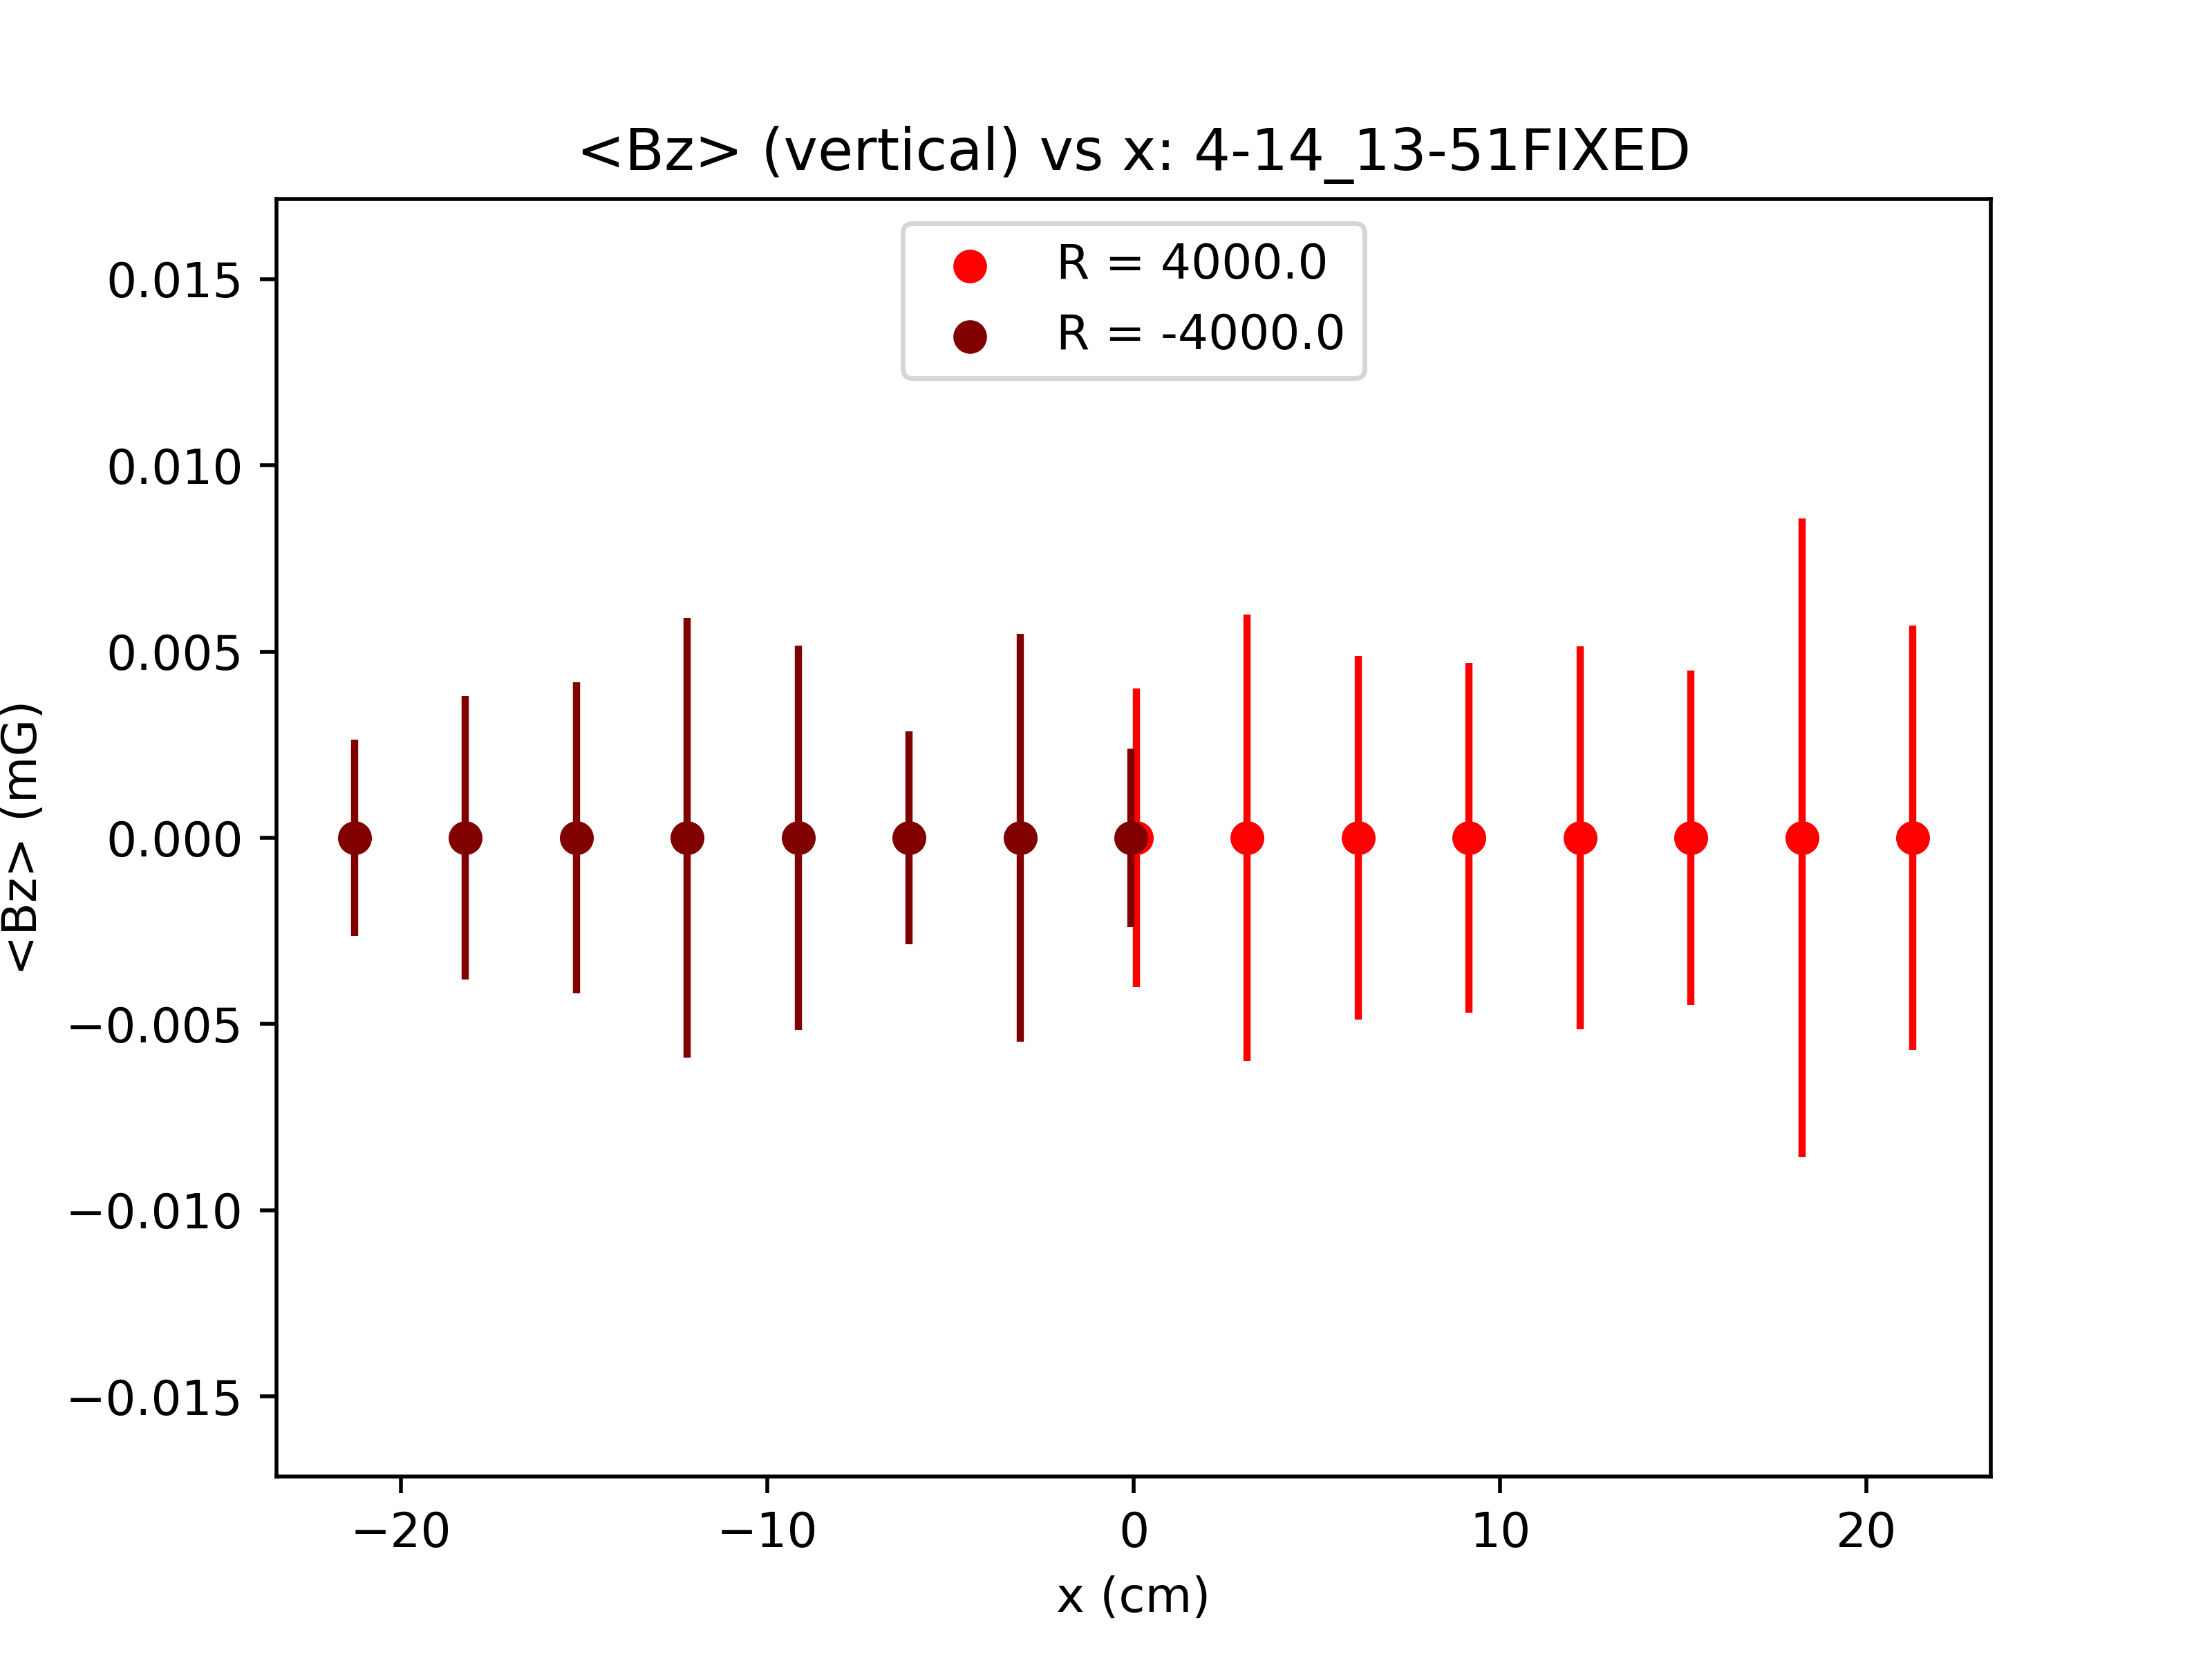 <Bz> (vertical) vs x: 4-14_13-51FIXED
R = 4000.0
R = -4000.0
0.015
0.010
0.005
0.000
−0.005
−0.010
−0.015
<Bz> (mG)
−20
−10
0
10
20
x (cm)